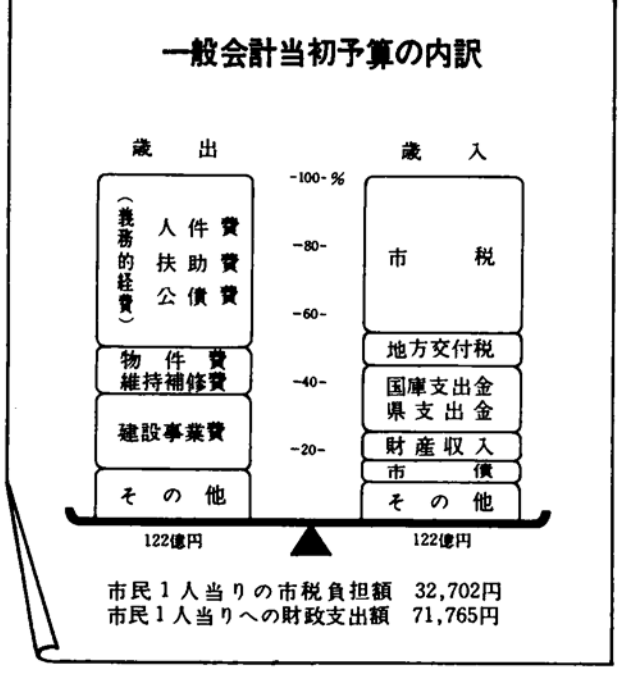 一般会計当初予算の内訳
歳出
(義務的経費)
人件費
扶助費
公債費
物件費
維持補修費
建設事業費
その他
122億円
-100-%
-80-
-60-
-40-
-20-
歳入
市税
地方交付税
国庫支出金
県支出金
財産収入
市債
その他
122億円
市民1人当りの市税負担額 32,702円
市民1人当りへの財政支出額 71,765円